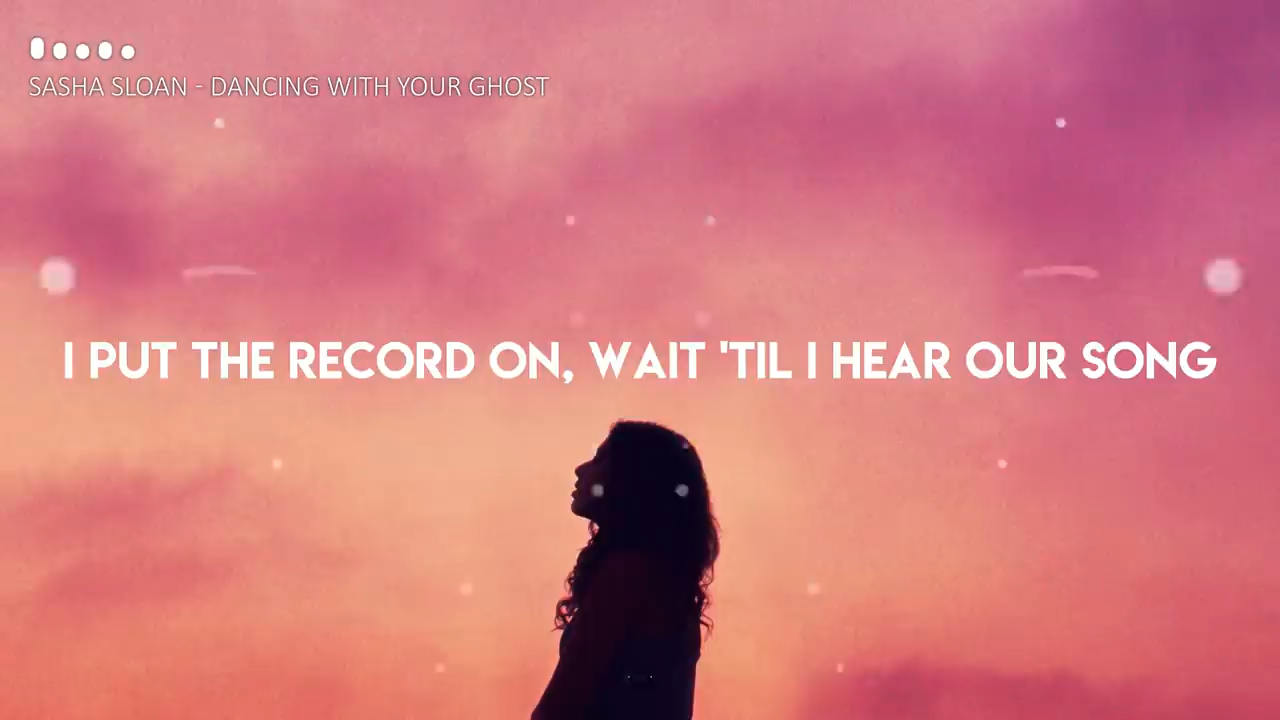 SASHA SLOAN - DANCING WITH YOUR GHOST
I PUT THE RECORD ON, WAIT 'TIL I HEAR OUR SONG